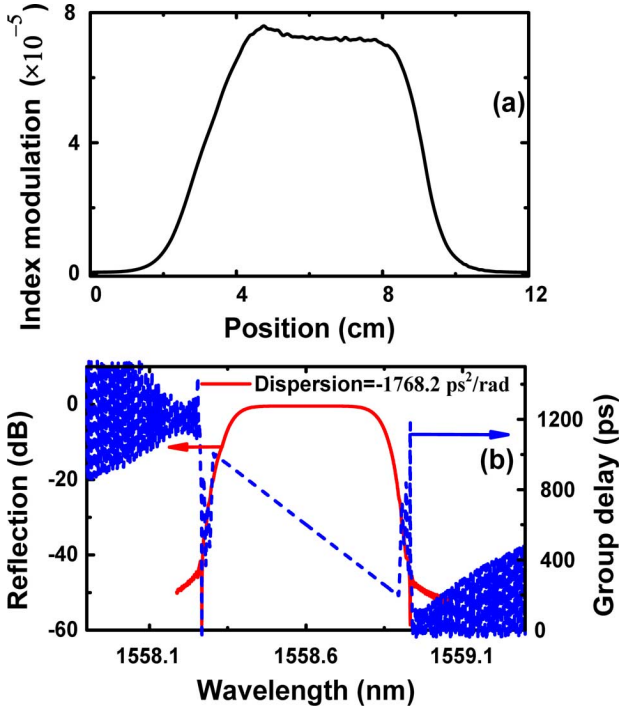 Index modulation (×10⁻⁵)
8
4
0
(a)
0 4 8 12
Position (cm)
Reflection (dB)
0
-20
-40
-60
Dispersion=-1768.2 ps²/rad
(b)
1200
800
400
0
Group delay (ps)
1558.1 1558.6 1559.1
Wavelength (nm)